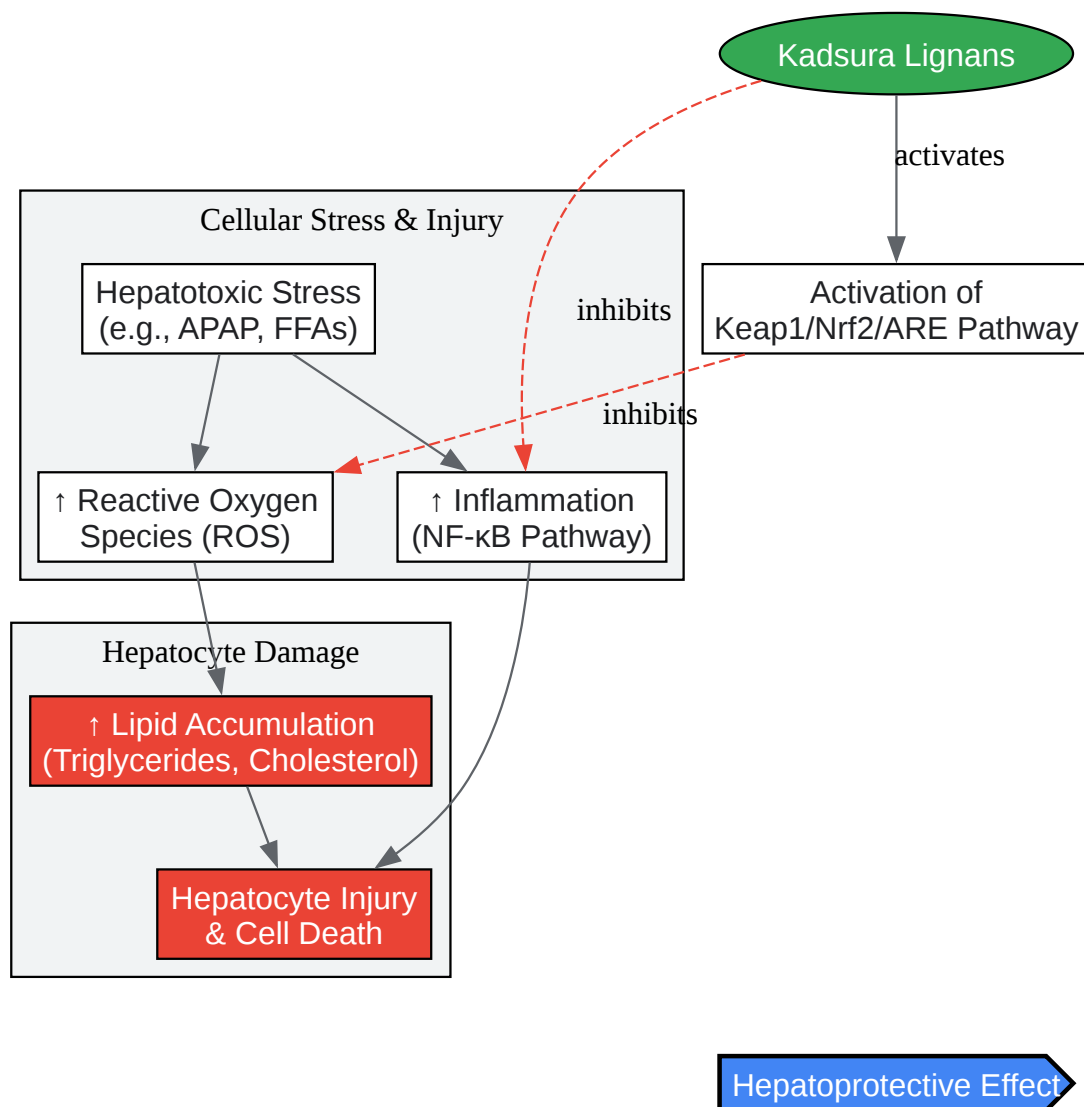 Kadsura Lignans
activates
Cellular Stress & Injury
Hepatotoxic Stress
(e.g., APAP, FFAs)
inhibits
Activation of
Keap1/Nrf2/ARE Pathway
inhibits
↑ Reactive Oxygen
Species (ROS)
↑ Inflammation
(NF-κB Pathway)
Hepatocyte Damage
↑ Lipid Accumulation
(Triglycerides, Cholesterol)
Hepatocyte Injury
& Cell Death
Hepatoprotective Effect